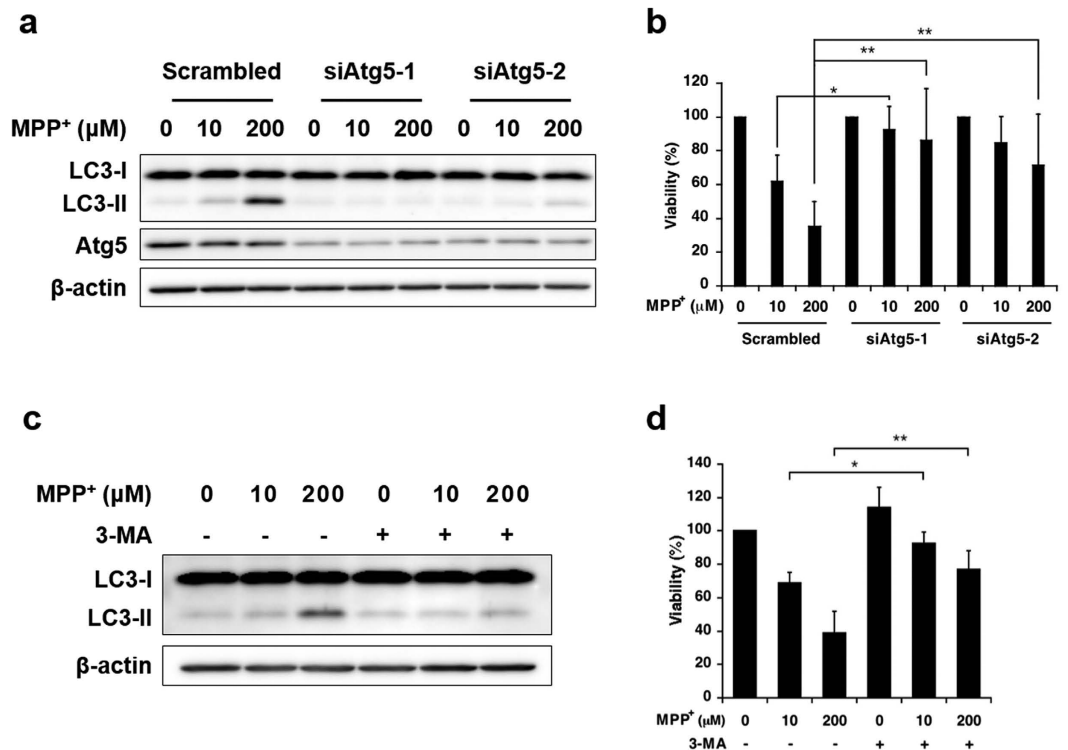 a
Scrambled siAtg5-1 siAtg5-2
MPP⁺ (µM) 0 10 200 0 10 200 0 10 200
LC3-I
LC3-II
Atg5
β-actin
b
**
**
*
120
100
80
60
40
20
0
Viability (%)
0 10 200 0 10 200 0 10 200
MPP⁺ (µM)
Scrambled siAtg5-1 siAtg5-2
c
MPP⁺ (µM) 0 10 200 0 10 200
3-MA - - - + + +
LC3-I
LC3-II
β-actin
d
**
*
140
120
100
80
60
40
20
0
Viability (%)
MPP⁺ (µM) 0 10 200 0 10 200
3-MA - - - + + +